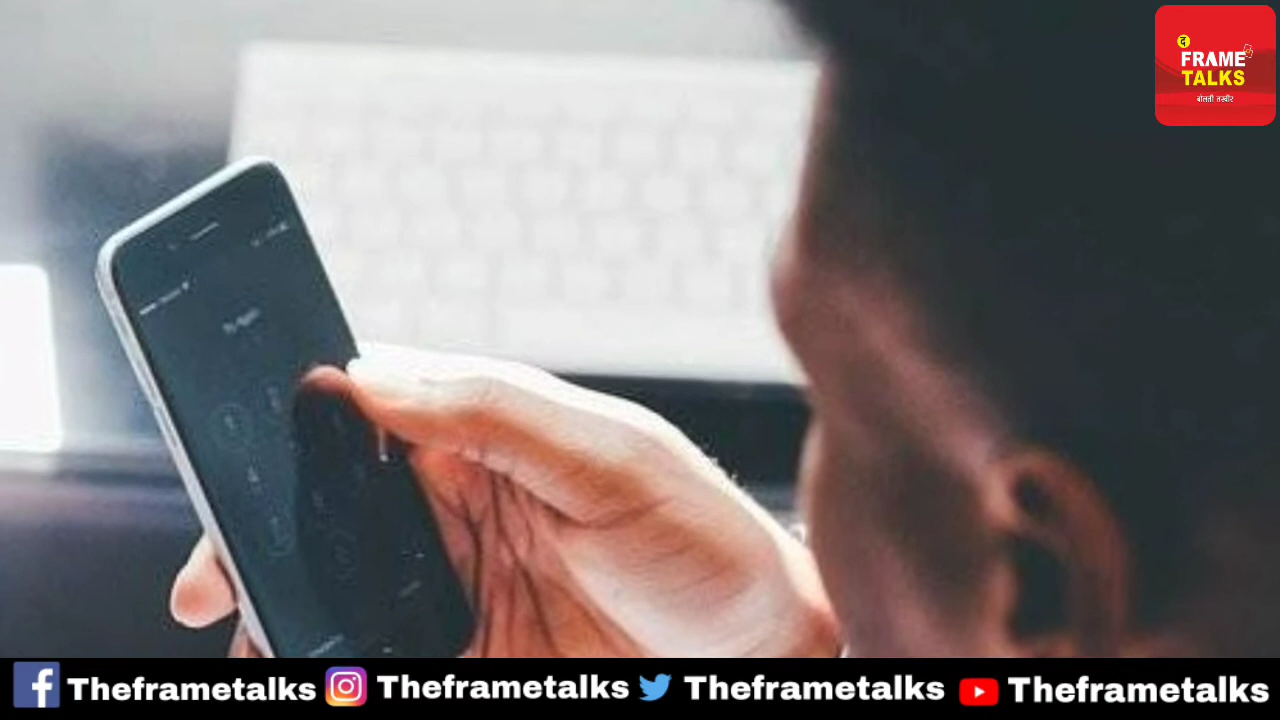 द
FRAME
TALKS
बोलती तस्वीर
Theframetalks Theframetalks Theframetalks Theframetalks